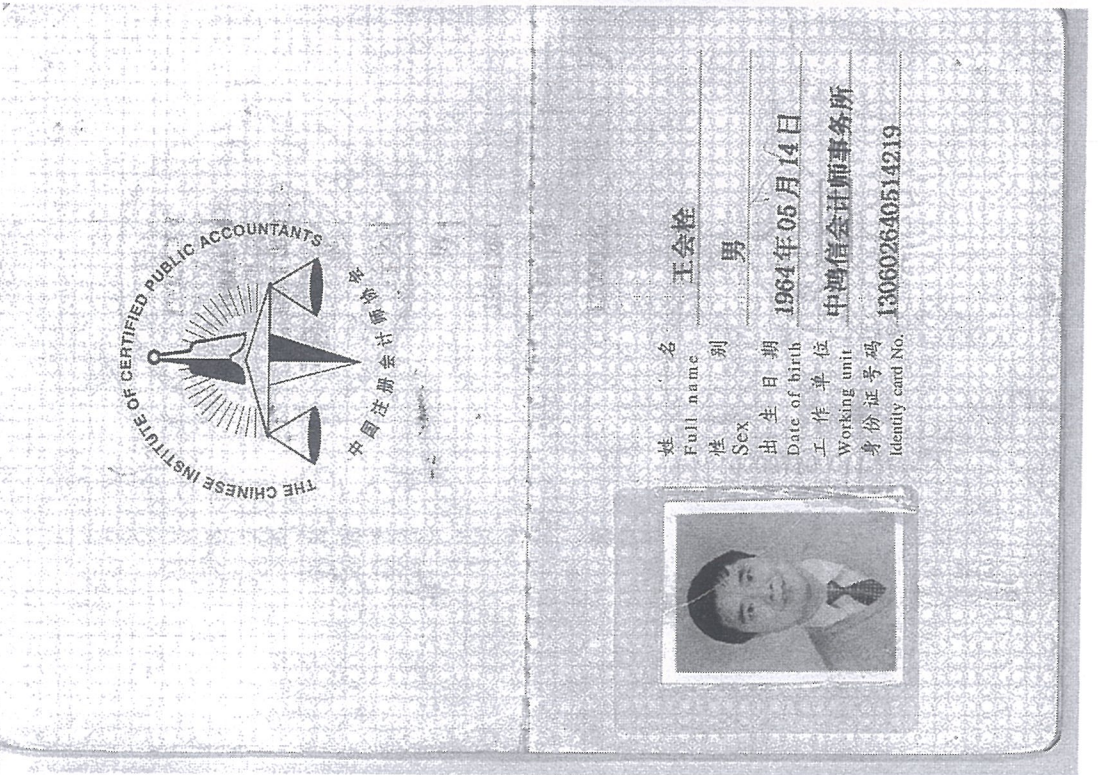 THE CHINESE INSTITUTE OF CERTIFIED PUBLIC ACCOUNTANTS
中国注册会计师协会
姓名 王会栓
Full name
性别 男
Sex
出生日期 1964年05月14日
Date of birth
工作单位 中鸿信会计师事务所
Working unit
身份证号码 130602640514219
Identity card No.